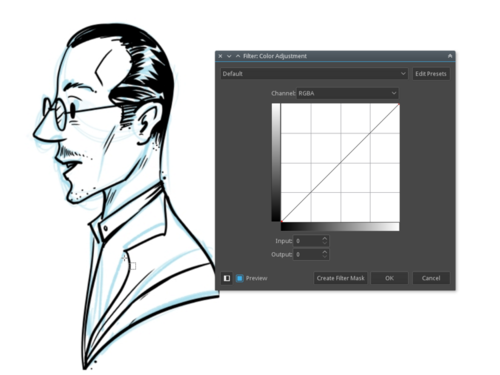 Filter: Color Adjustment
Default
Edit Presets
Channel: RGBA
Input: 0
Output: 0
Preview
Create Filter Mask
OK
Cancel